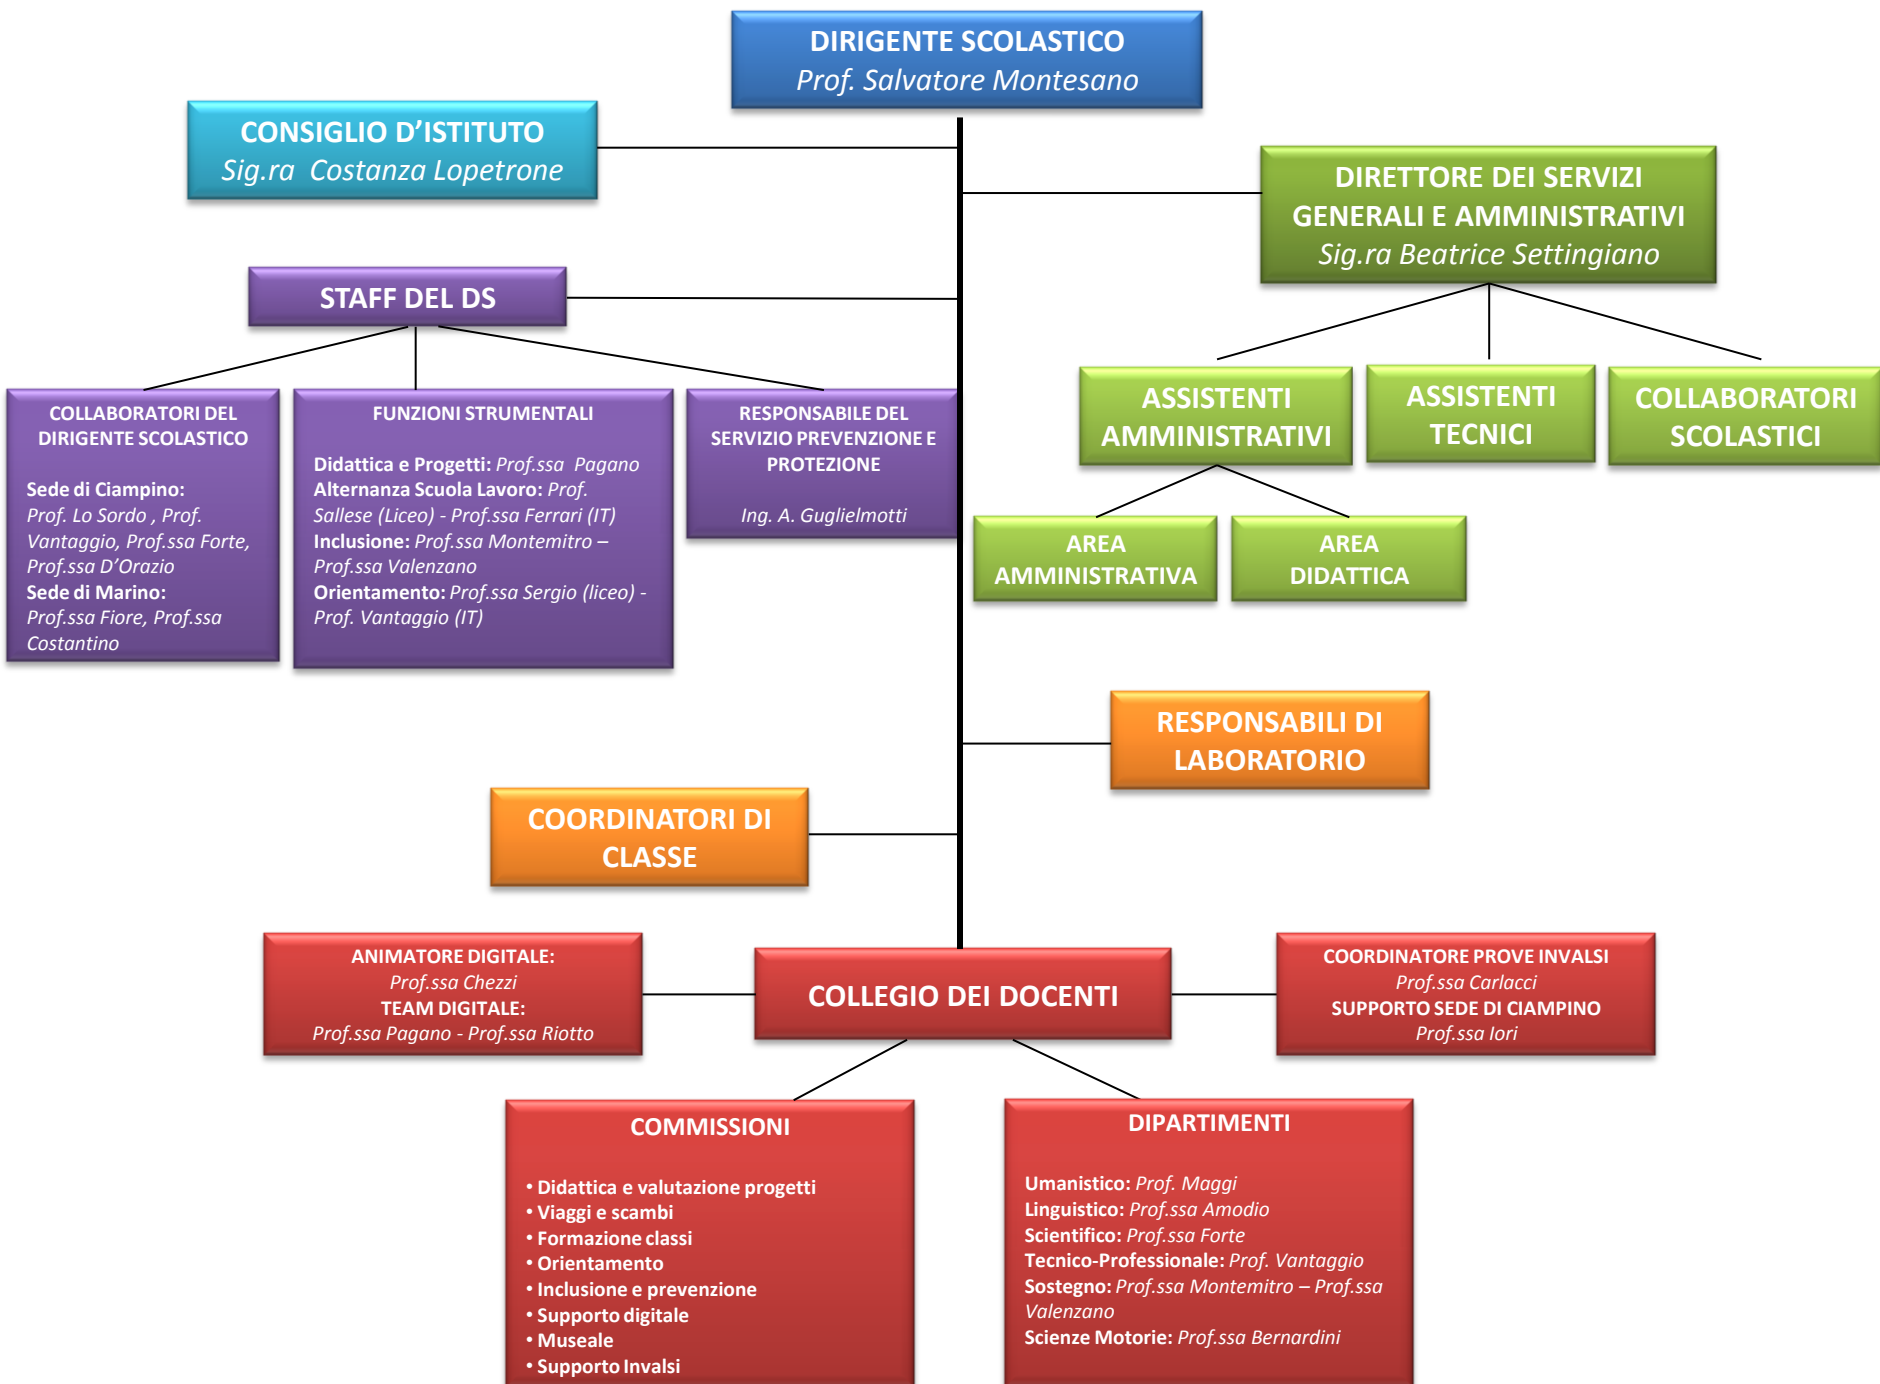 DIRIGENTE SCOLASTICO
Prof. Salvatore Montesano
CONSIGLIO D’ISTITUTO
Sig.ra Costanza Lopetrone
DIRETTORE DEI SERVIZI
GENERALI E AMMINISTRATIVI
Sig.ra Beatrice Settingiano
STAFF DEL DS
COLLABORATORI DEL
DIRIGENTE SCOLASTICO
Sede di Ciampino:
Prof. Lo Sordo , Prof.
Vantaggio, Prof.ssa Forte,
Prof.ssa D’Orazio
Sede di Marino:
Prof.ssa Fiore, Prof.ssa
Costantino
FUNZIONI STRUMENTALI
Didattica e Progetti: Prof.ssa Pagano
Alternanza Scuola Lavoro: Prof.
Sallese (Liceo) - Prof.ssa Ferrari (IT)
Inclusione: Prof.ssa Montemitro –
Prof.ssa Valenzano
Orientamento: Prof.ssa Sergio (liceo) -
Prof. Vantaggio (IT)
RESPONSABILE DEL
SERVIZIO PREVENZIONE E
PROTEZIONE
Ing. A. Guglielmotti
ASSISTENTI
AMMINISTRATIVI
ASSISTENTI
TECNICI
COLLABORATORI
SCOLASTICI
AREA
AMMINISTRATIVA
AREA
DIDATTICA
RESPONSABILI DI
LABORATORIO
COORDINATORI DI
CLASSE
ANIMATORE DIGITALE:
Prof.ssa Chezzi
TEAM DIGITALE:
Prof.ssa Pagano - Prof.ssa Riotto
COLLEGIO DEI DOCENTI
COORDINATORE PROVE INVALSI
Prof.ssa Carlacci
SUPPORTO SEDE DI CIAMPINO
Prof.ssa Iori
COMMISSIONI
• Didattica e valutazione progetti
• Viaggi e scambi
• Formazione classi
• Orientamento
• Inclusione e prevenzione
• Supporto digitale
• Museale
• Supporto Invalsi
DIPARTIMENTI
Umanistico: Prof. Maggi
Linguistico: Prof.ssa Amodio
Scientifico: Prof.ssa Forte
Tecnico-Professionale: Prof. Vantaggio
Sostegno: Prof.ssa Montemitro – Prof.ssa
Valenzano
Scienze Motorie: Prof.ssa Bernardini